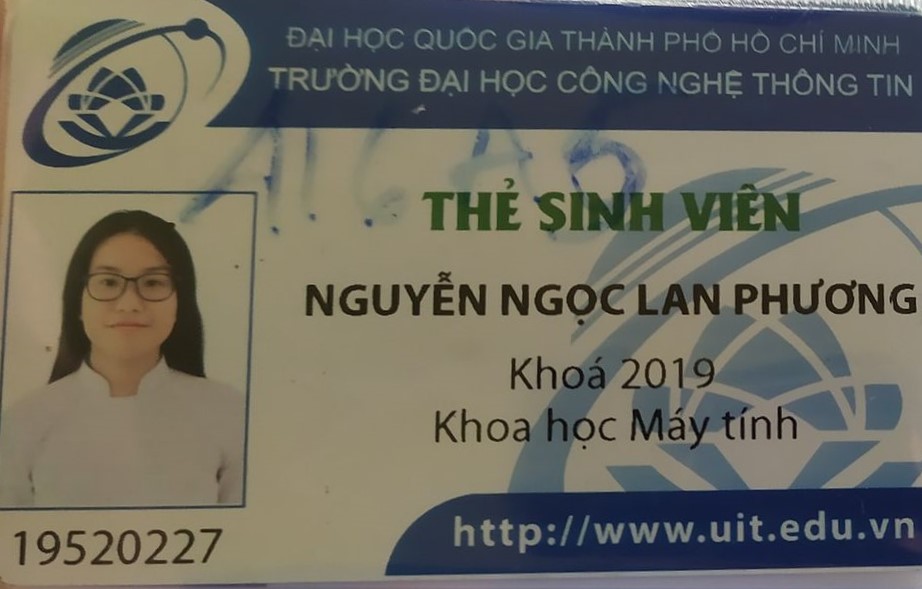 ĐẠI HỌC QUỐC GIA THÀNH PHỐ HỒ CHÍ MINH
TRƯỜNG ĐẠI HỌC CÔNG NGHỆ THÔNG TIN
THẺ SINH VIÊN
NGUYỄN NGỌC LAN PHƯƠNG
Khoá 2019
Khoa học Máy tính
19520227
http://www.uit.edu.vn